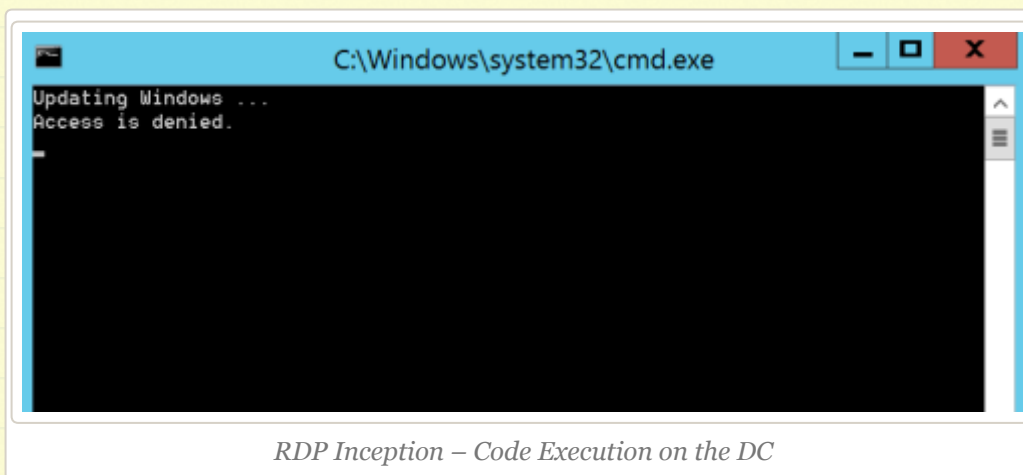 C:\Windows\system32\cmd.exe
Updating Windows ...
Access is denied.
RDP Inception – Code Execution on the DC